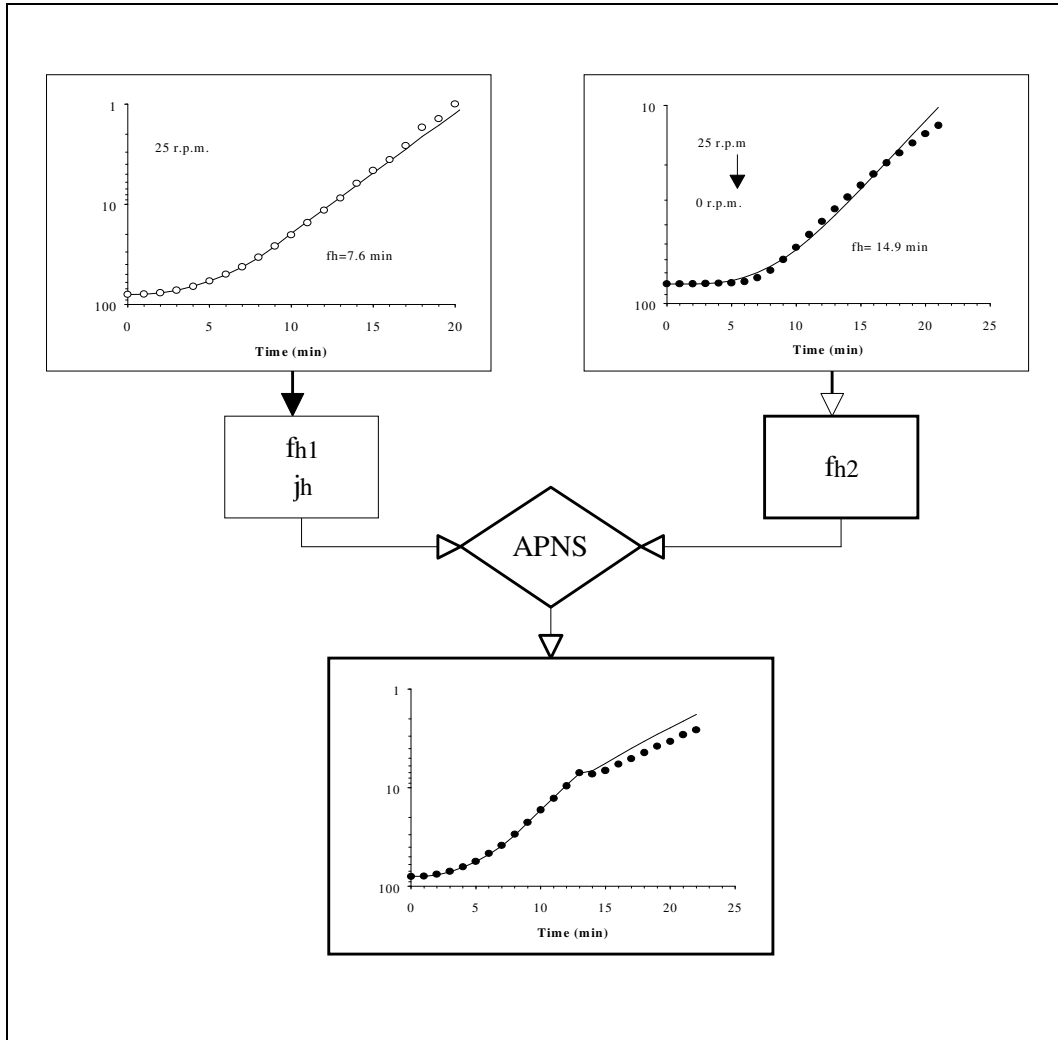 1
10
100
25 r.p.m.
fh=7.6 min
0 5 10 15 20
Time (min)
10
100
25 r.p.m
0 r.p.m.
fh= 14.9 min
0 5 10 15 20 25
Time (min)
fh1
jh
fh2
APNS
1
10
100
0 5 10 15 20 25
Time (min)